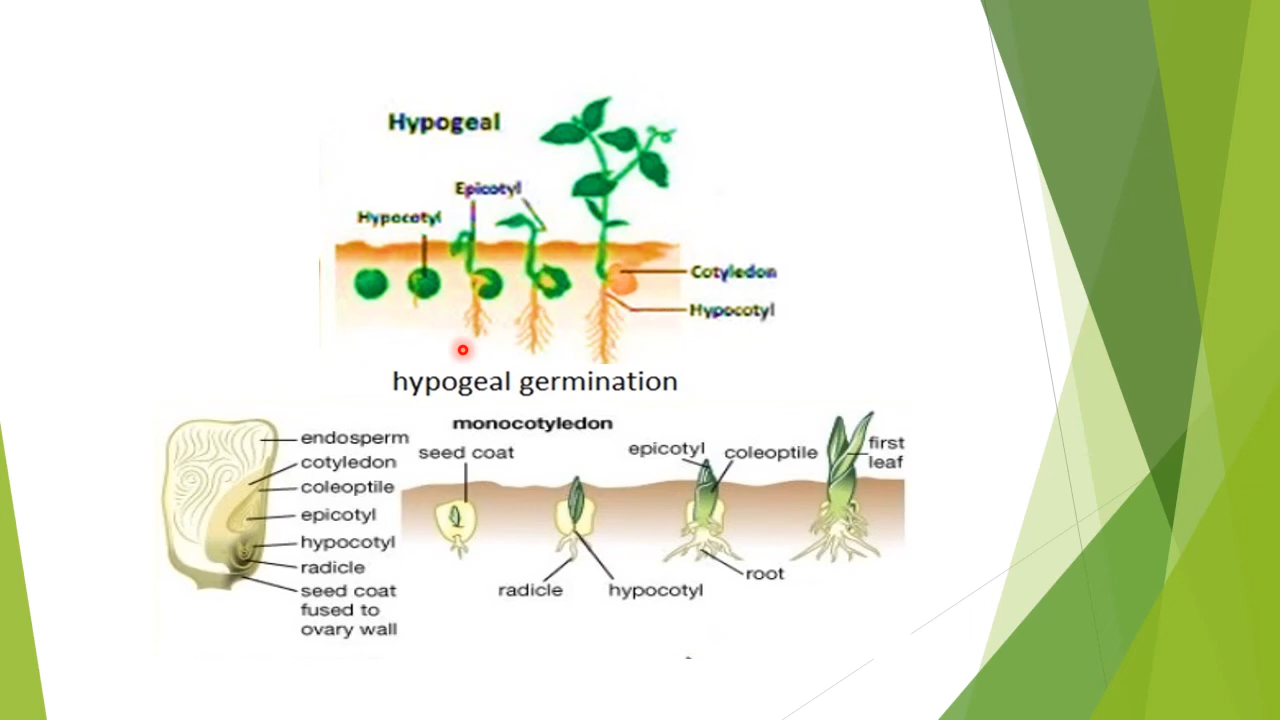 Hypogeal
Epicotyl
Hypocotyl
Cotyledon
Hypocotyl
hypogeal germination
monocotyledon
endosperm
cotyledon
coleoptile
epicotyl
hypocotyl
radicle
seed coat
fused to
ovary wall
seed coat
epicotyl
coleoptile
first
leaf
radicle
hypocotyl
root